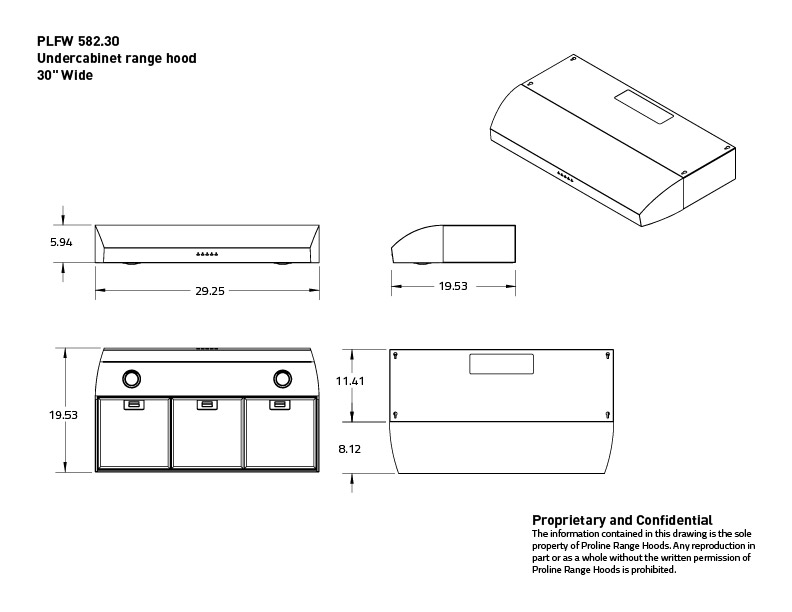 PLFW 582.30
Undercabinet range hood
30" Wide
5.94
29.25
19.53
19.53
11.41
8.12
Proprietary and Confidential
The information contained in this drawing is the sole
property of Proline Range Hoods. Any reproduction in
part or as a whole without the written permission of
Proline Range Hoods is prohibited.